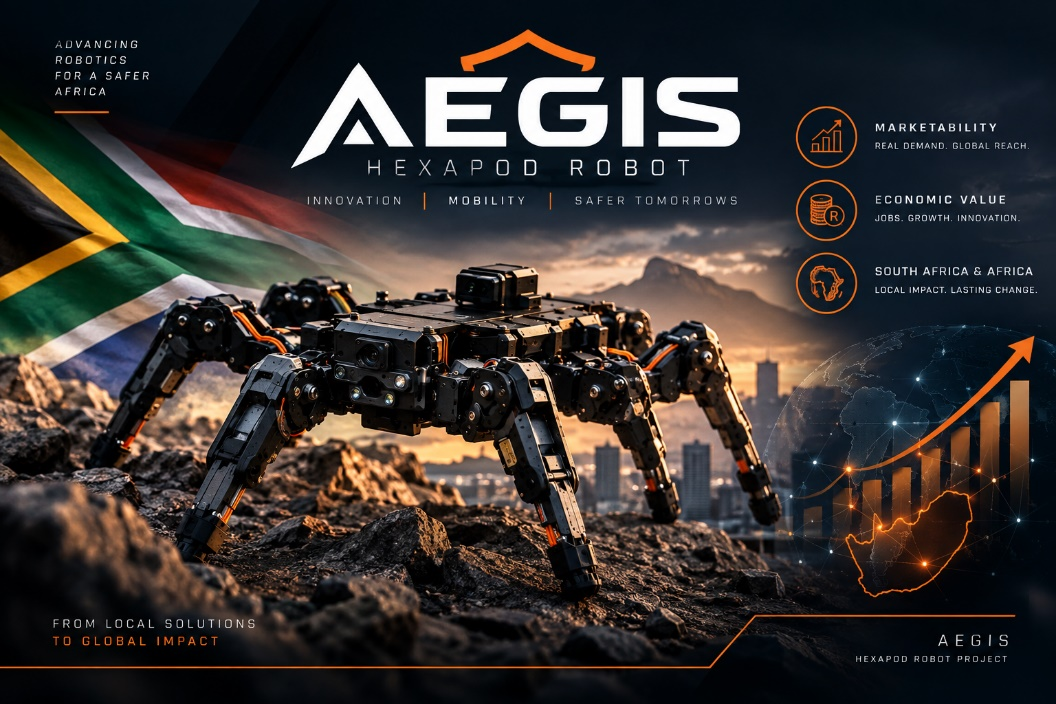 ADVANCING
ROBOTICS
FOR A SAFER
AFRICA
AEGIS
HEXAPOD ROBOT
INNOVATION | MOBILITY | SAFER TOMORROWS
MARKETABILITY
REAL DEMAND. GLOBAL REACH.
R
ECONOMIC VALUE
JOBS. GROWTH. INNOVATION.
SOUTH AFRICA & AFRICA
LOCAL IMPACT. LASTING CHANGE.
FROM LOCAL SOLUTIONS
TO GLOBAL IMPACT
AEGIS
HEXAPOD ROBOT PROJECT